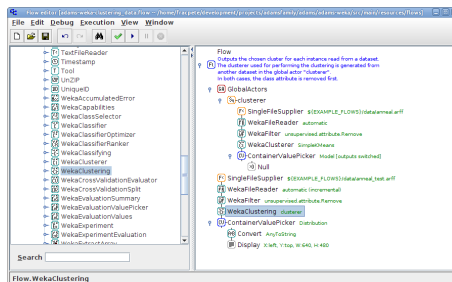 Flow editor [adams-weka-clustering_data.flow - /home/fracpete/development/projects/adams/family/adams/adams-weka/src/main/resources/flows]
File Edit Debug Execution View Window
TextFileReader
Timestamp
Tool
UnZIP
UniqueID
WekaAccumulatedError
WekaCapabilities
WekaClassSelector
WekaClassifier
WekaClassifierOptimizer
WekaClassifierRanker
WekaClassifying
WekaClusterer
WekaClustering
WekaCrossValidationEvaluator
WekaCrossValidationSplit
WekaEvaluationSummary
WekaEvaluationValuePicker
WekaEvaluationValues
WekaExperiment
WekaExperimentEvaluation
WekaExtractArray
Search
Flow
Outputs the chosen cluster for each instance read from a dataset.
The clusterer used for performing the clustering is generated from
another dataset in the global actor "clusterer".
In both cases, the class attribute is removed first.
GlobalActors
clusterer
SingleFileSupplier ${EXAMPLE_FLOWS}/data/anneal.arff
WekaFileReader automatic
WekaFilter unsupervised.attribute.Remove
WekaClusterer SimpleKMeans
ContainerValuePicker Model [outputs switched]
Null
SingleFileSupplier ${EXAMPLE_FLOWS}/data/anneal_test.arff
WekaFileReader automatic (incremental)
WekaFilter unsupervised.attribute.Remove
WekaClustering clusterer
ContainerValuePicker Distribution
Convert AnyToString
Display X:left, Y:top, W:640, H:480
Flow.WekaClustering